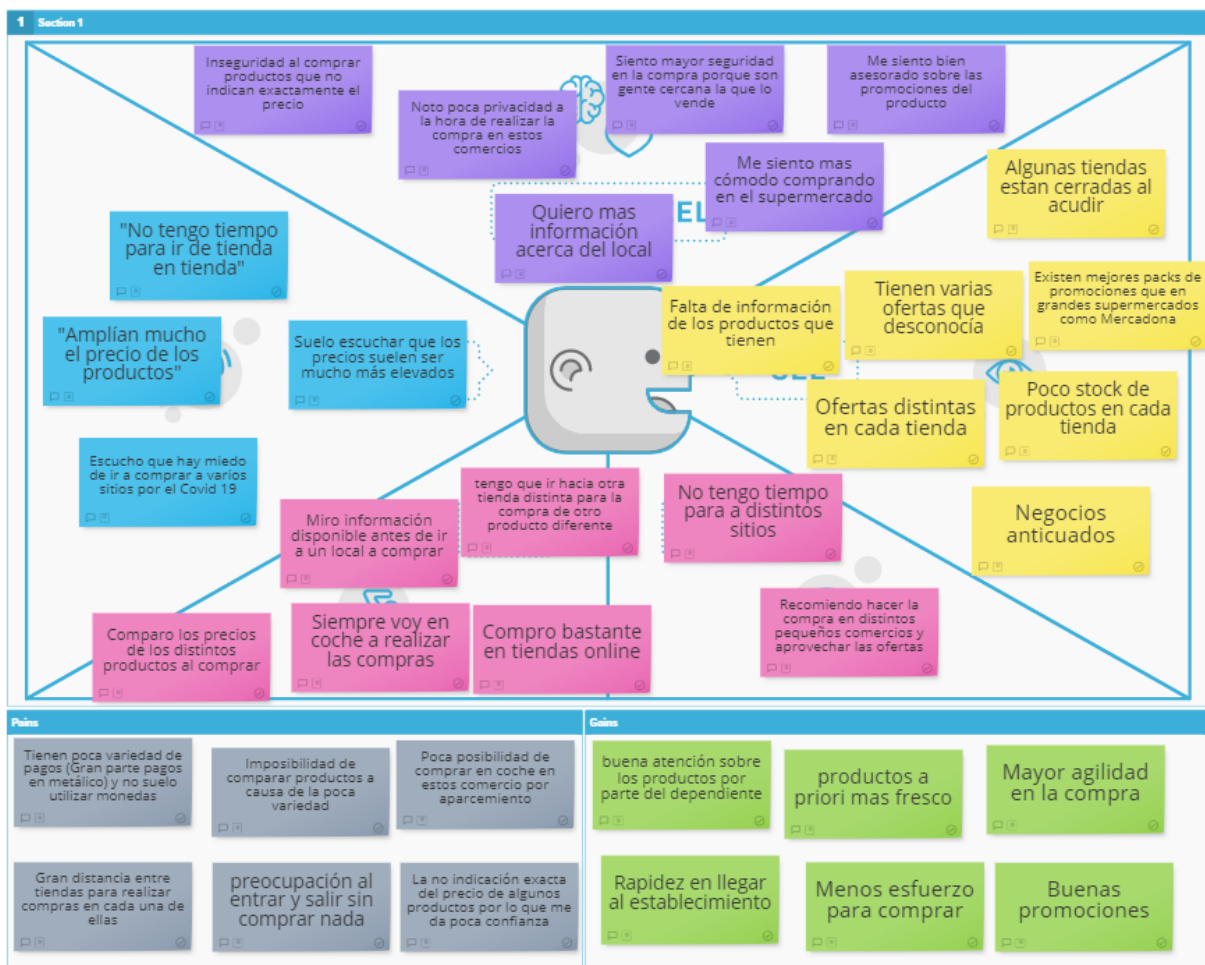 1 Section 1
Inseguridad al comprar
productos que no
indican exactamente el
precio
Noto poca privacidad a
la hora de realizar la
compra en estos
comercios
Siento mayor seguridad
en la compra porque son
gente cercana la que lo
vende
Me siento bien
asesorado sobre las
promociones del
producto
Quiero mas
información
acerca del local
EL
Me siento mas
cómodo comprando
en el supermercado
Algunas tiendas
estan cerradas al
acudir
"No tengo tiempo
para ir de tienda
en tienda"
"Amplían mucho
el precio de los
productos"
Suelo escuchar que los
precios suelen ser
mucho más elevados
Escucho que hay miedo
de ir a comprar a varios
sitios por el Covid 19
Falta de información
de los productos que
tienen
Tienen varias
ofertas que
desconocía
Existen mejores packs de
promociones que en
grandes supermercados
como Mercadona
Ofertas distintas
en cada tienda
Poco stock de
productos en cada
tienda
Negocios
anticuados
Miro información
disponible antes de ir
a un local a comprar
tengo que ir hacia otra
tienda distinta para la
compra de otro
producto diferente
No tengo tiempo
para a distintos
sitios
Comparo los precios
de los distintos
productos al comprar
Siempre voy en
coche a realizar
las compras
Compro bastante
en tiendas online
Recomiendo hacer la
compra en distintos
pequeños comercios y
aprovechar las ofertas
Pains
Tienen poca variedad de
pagos (Gran parte pagos
en metálico) y no suelo
utilizar monedas
Imposibilidad de
comparar productos a
causa de la poca
variedad
Poca posibilidad de
comprar en coche en
estos comercio por
aparcemiento
Gran distancia entre
tiendas para realizar
compras en cada una de
ellas
preocupación al
entrar y salir sin
comprar nada
La no indicación exacta
del precio de algunos
productos por lo que me
da poca confianza
Gains
buena atención sobre
los productos por
parte del dependiente
productos a
priori mas fresco
Mayor agilidad
en la compra
Rapidez en llegar
al establecimiento
Menos esfuerzo
para comprar
Buenas
promociones